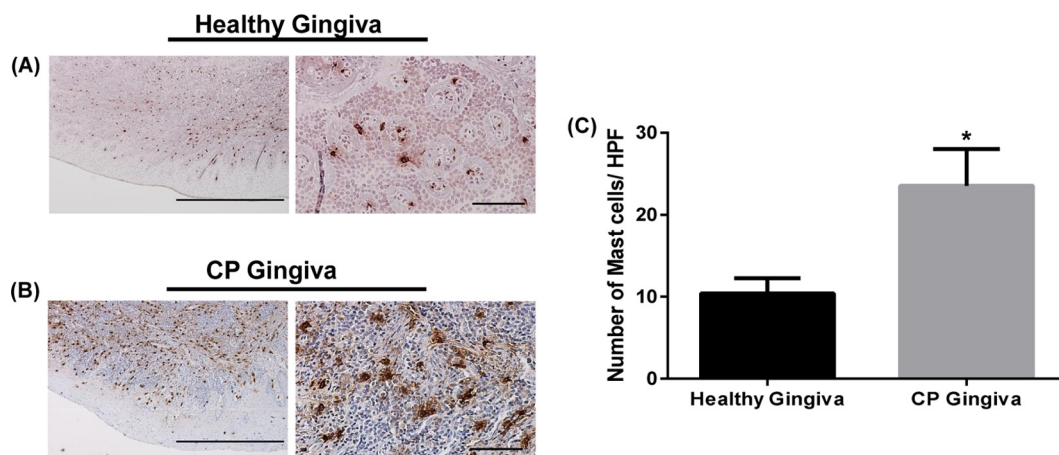 Healthy Gingiva
(A)
CP Gingiva
(B)
(C)
Number of Mast cells/ HPF
30
20
10
0
*
Healthy Gingiva
CP Gingiva